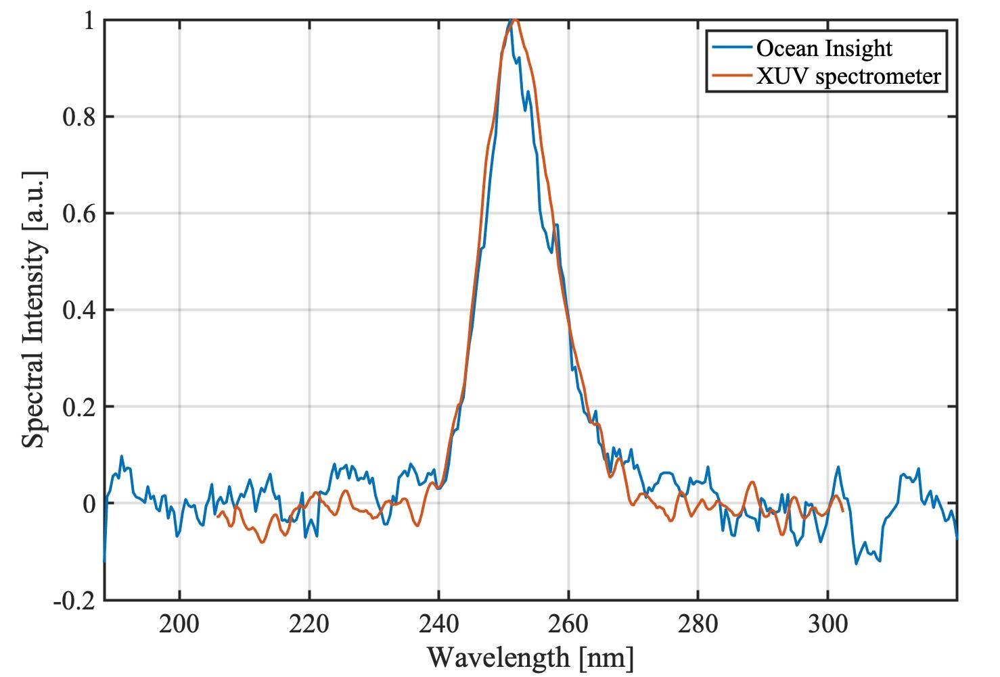 1
0.8
0.6
0.4
0.2
0
-0.2
Spectral Intensity [a.u.]
Ocean Insight
XUV spectrometer
200 220 240 260 280 300
Wavelength [nm]